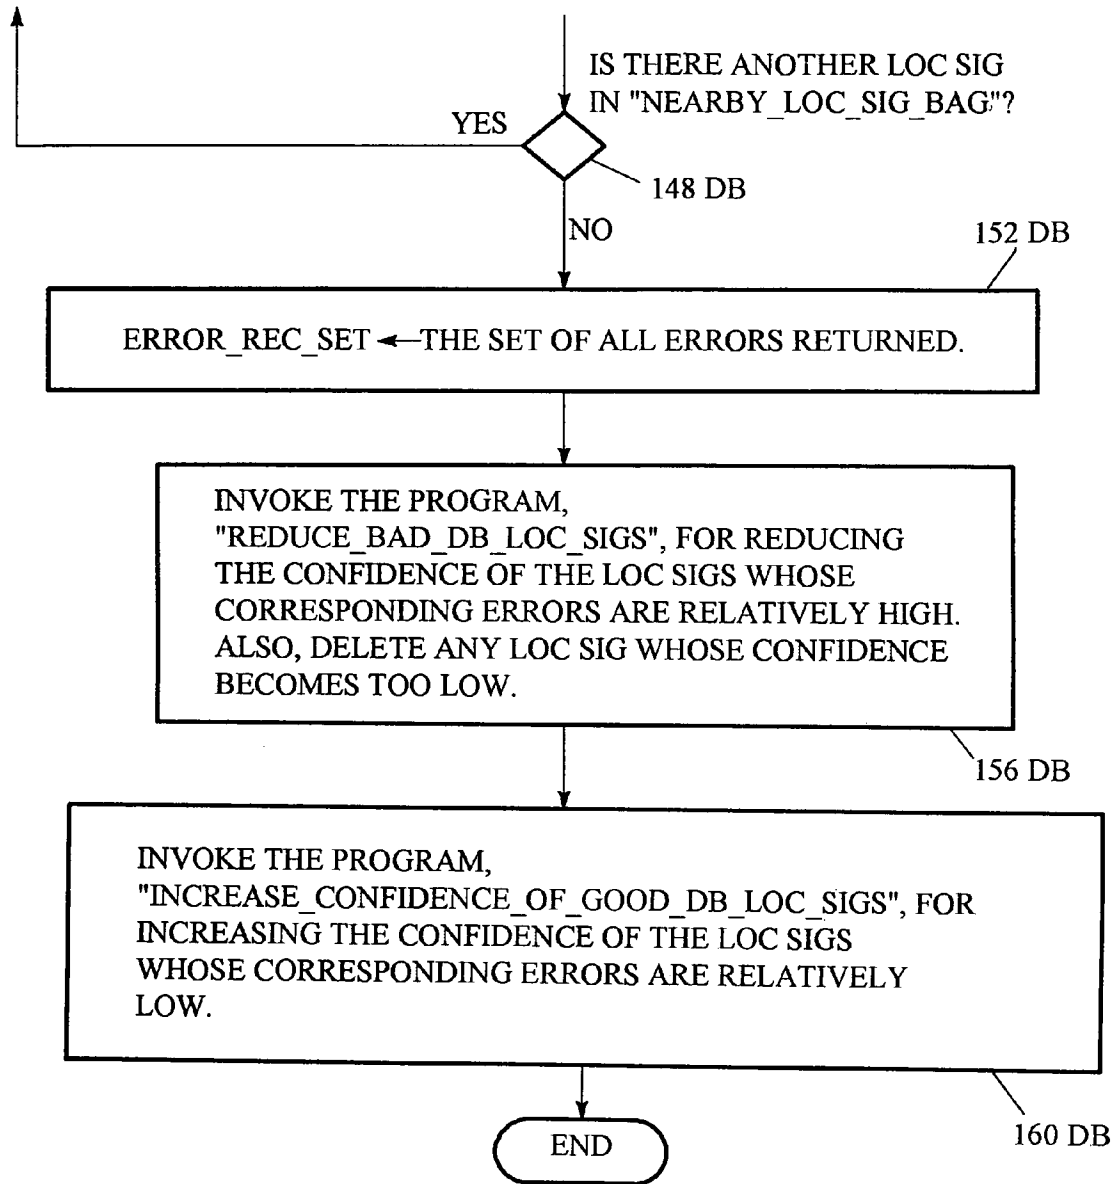 IS THERE ANOTHER LOC SIG
IN "NEARBY_LOC_SIG_BAG"?
YES
148 DB
NO
152 DB
ERROR_REC_SET ←THE SET OF ALL ERRORS RETURNED.
INVOKE THE PROGRAM,
"REDUCE_BAD_DB_LOC_SIGS", FOR REDUCING
THE CONFIDENCE OF THE LOC SIGS WHOSE
CORRESPONDING ERRORS ARE RELATIVELY HIGH.
ALSO, DELETE ANY LOC SIG WHOSE CONFIDENCE
BECOMES TOO LOW.
156 DB
INVOKE THE PROGRAM,
"INCREASE_CONFIDENCE_OF_GOOD_DB_LOC_SIGS", FOR
INCREASING THE CONFIDENCE OF THE LOC SIGS
WHOSE CORRESPONDING ERRORS ARE RELATIVELY
LOW.
160 DB
END